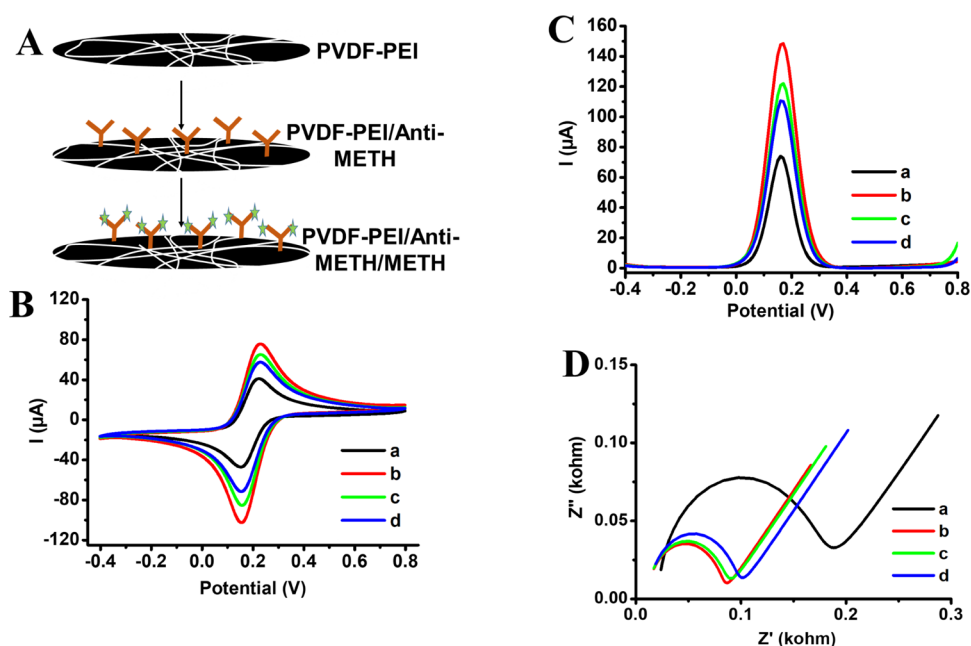 A
PVDF-PEI
PVDF-PEI/Anti-
METH
PVDF-PEI/Anti-
METH/METH
B
120
80
40
0
-40
-80
-120
I (µA)
-0.4
-0.2
0.0
0.2
0.4
0.6
0.8
Potential (V)
a
b
c
d
C
160
140
120
100
80
60
40
20
0
I (µA)
-0.4
-0.2
0.0
0.2
0.4
0.6
0.8
Potential (V)
a
b
c
d
D
0.15
0.10
0.05
0.00
Z'' (kohm)
0.0
0.1
0.2
0.3
Z' (kohm)
a
b
c
d